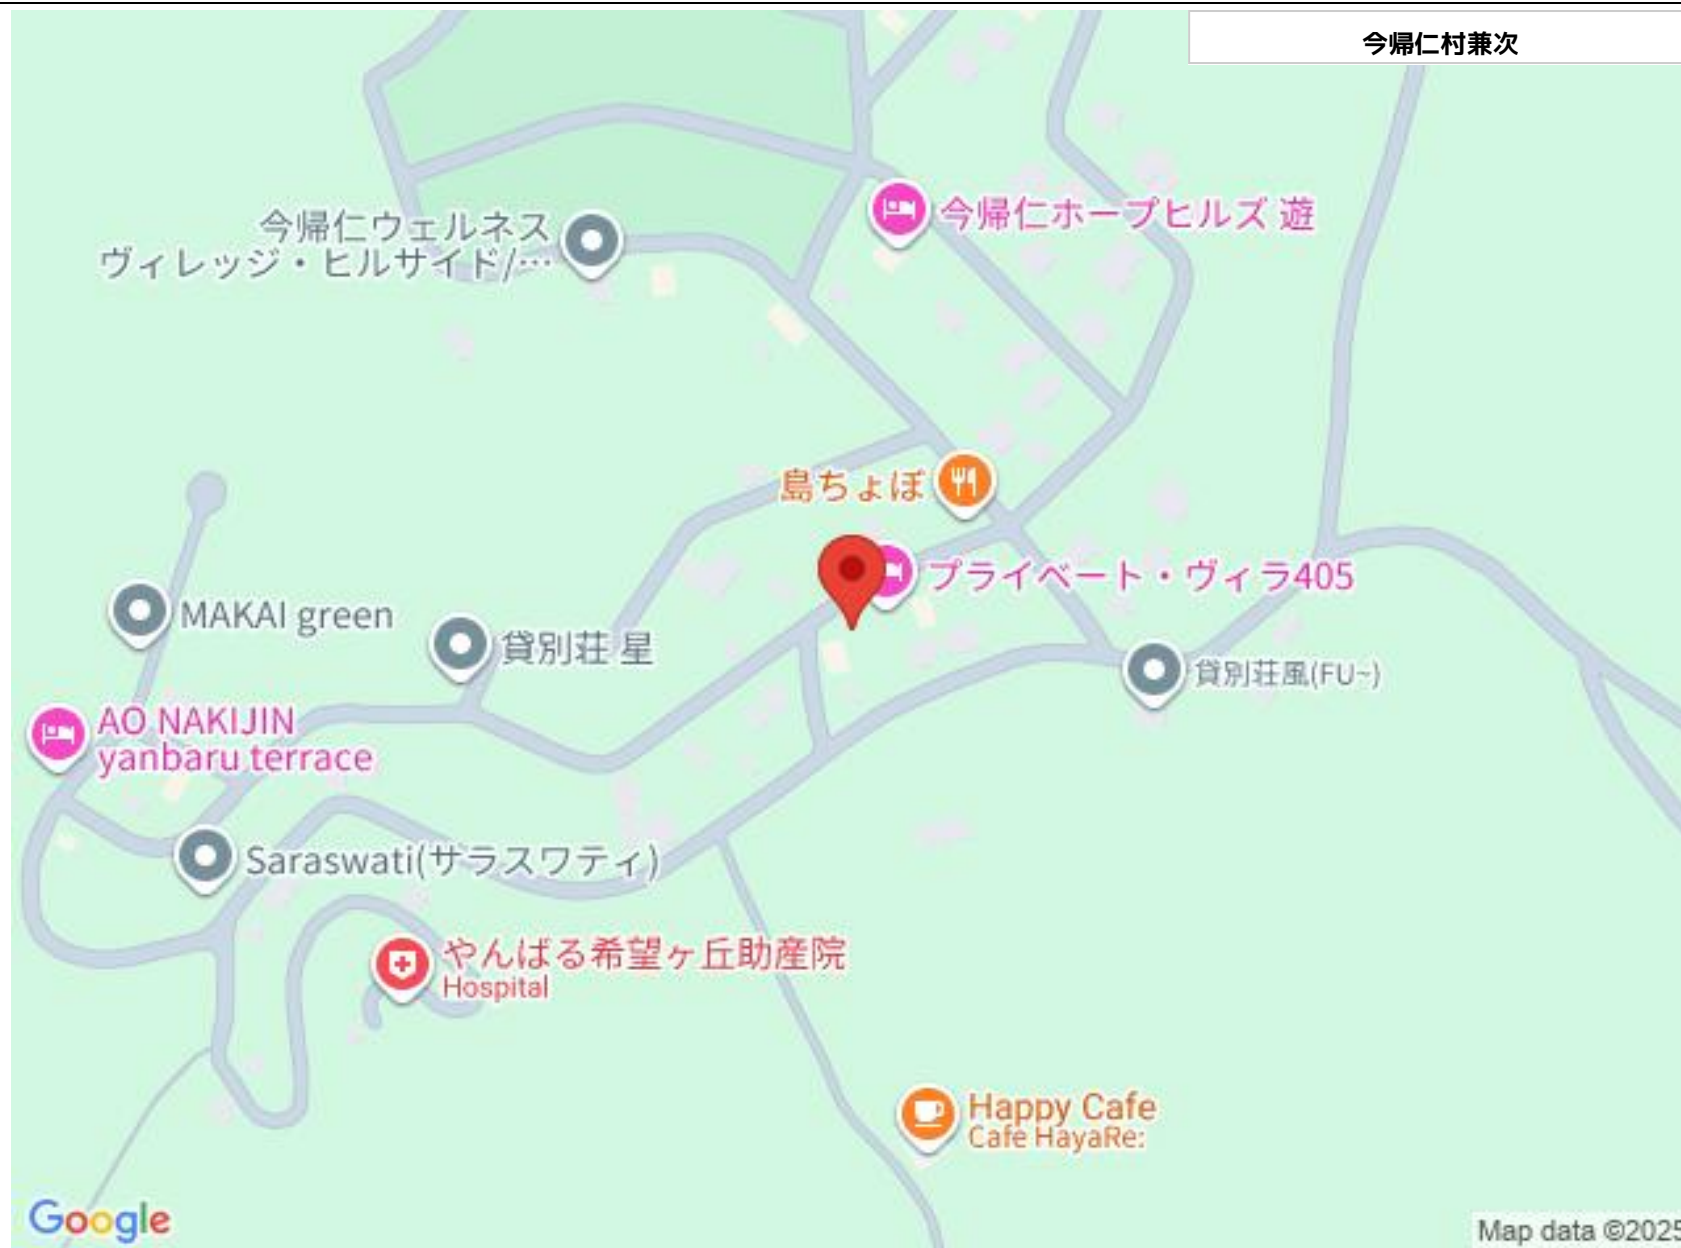 今帰仁村兼次
今帰仁ホープヒルズ 遊
今帰仁ウェルネス
ヴィレッジ・ヒルサイド/…
島ちょぼ
プライベート・ヴィラ405
MAKAI green
貸別荘 星
貸別荘風(FU~)
AO NAKIJIN
yanbaru terrace
Saraswati(サラスワティ)
やんばる希望ヶ丘助産院
Hospital
Happy Cafe
Cafe HayaRe:
Google
Map data ©2025